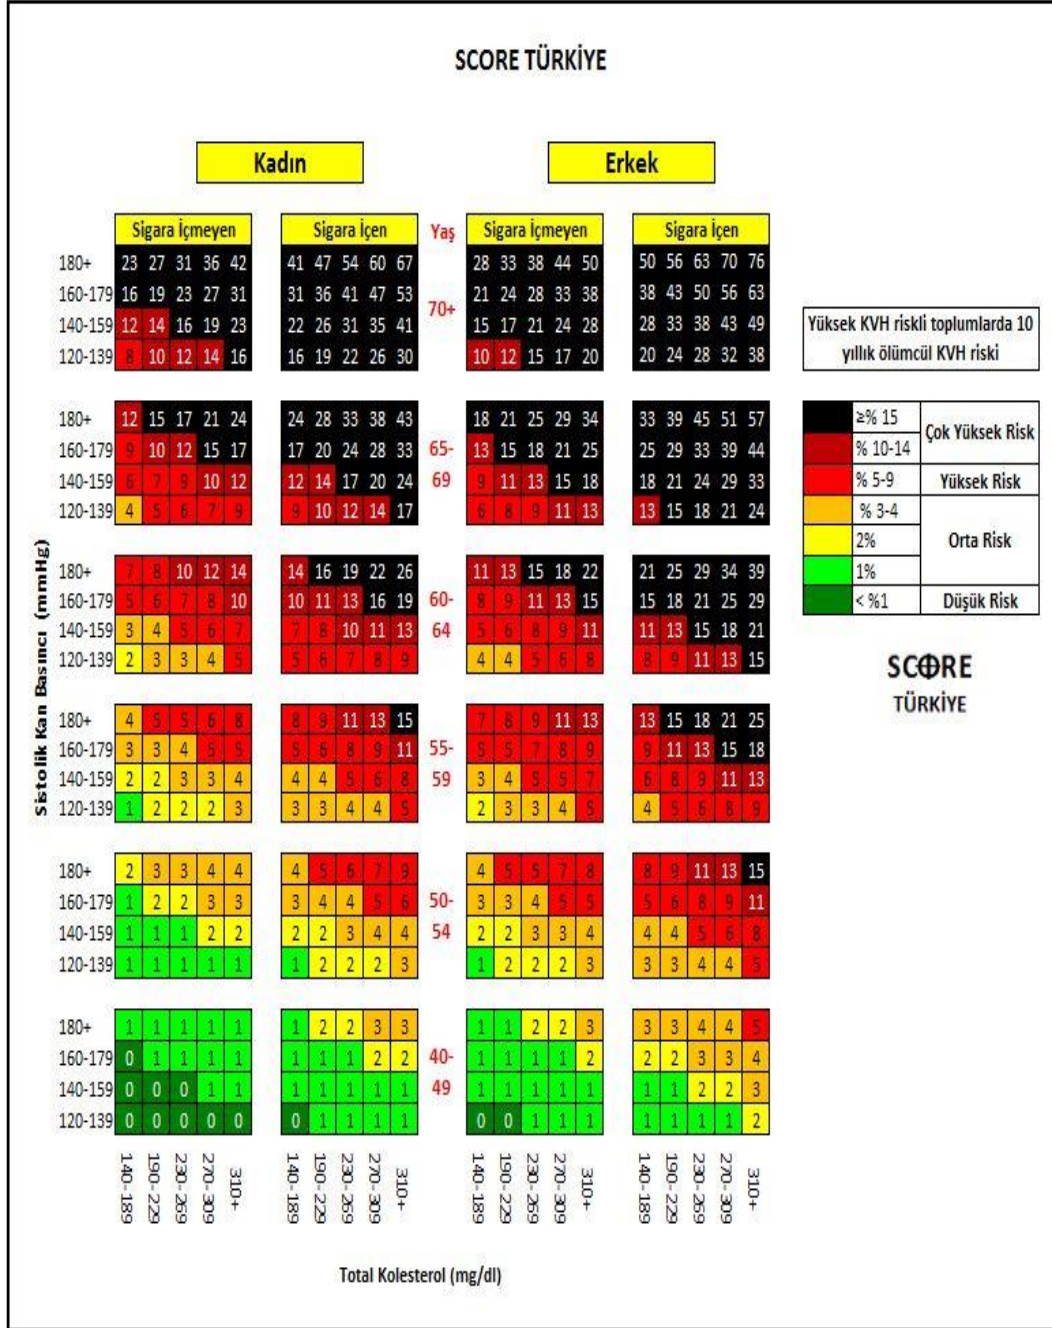 SCORE TÜRKİYE
Kadın Erkek
Sigara İçmeyen Sigara İçen Yaş Sigara İçmeyen Sigara İçen
180+ 23 27 31 36 42 41 47 54 60 67 28 33 38 44 50 50 56 63 70 76
160-179 16 19 23 27 31 31 36 41 47 53 70+ 21 24 28 33 38 38 43 50 56 63
140-159 12 14 16 19 23 22 26 31 35 41 15 17 21 24 28 28 33 38 43 49
120-139 8 10 12 14 16 16 19 22 26 30 10 12 15 17 20 20 24 28 32 38
180+ 12 15 17 21 24 24 28 33 38 43 18 21 25 29 34 33 39 45 51 57
160-179 9 10 12 15 17 17 20 24 28 33 65- 13 15 18 21 25 25 29 33 39 44
140-159 6 7 9 10 12 12 14 17 20 24 69 9 11 13 15 18 18 21 24 29 33
120-139 4 5 6 7 9 9 10 12 14 17 6 8 9 11 13 13 15 18 21 24
180+ 7 8 10 12 14 14 16 19 22 26 11 13 15 18 22 21 25 29 34 39
160-179 5 6 7 8 10 10 11 13 16 19 60- 8 9 11 13 15 15 18 21 25 29
140-159 3 4 5 6 7 7 8 10 11 13 64 5 6 8 9 11 11 13 15 18 21
120-139 2 3 3 4 5 5 6 7 8 9 4 4 5 6 8 8 9 11 13 15
180+ 4 5 5 6 8 8 9 11 13 15 7 8 9 11 13 13 15 18 21 25
160-179 3 3 4 5 5 5 6 8 9 11 55- 5 5 7 8 9 9 11 13 15 18
140-159 2 2 3 3 4 4 4 5 6 8 59 3 4 5 5 7 6 8 9 11 13
120-139 1 2 2 2 3 3 3 4 4 5 2 3 3 4 5 4 5 6 8 9
180+ 2 3 3 4 4 4 5 6 7 9 4 5 5 7 8 8 9 11 13 15
160-179 1 2 2 3 3 3 4 4 5 6 50- 3 3 4 5 5 5 6 8 9 11
140-159 1 1 1 2 2 2 2 3 4 4 54 2 2 3 3 4 4 4 5 6 8
120-139 1 1 1 1 1 1 2 2 2 3 1 2 2 2 3 3 3 4 4 5
180+ 1 1 1 1 1 1 2 2 3 3 1 1 2 2 3 3 3 4 4 5
160-179 0 1 1 1 1 1 1 1 2 2 40- 1 1 1 1 2 2 2 3 3 4
140-159 0 0 0 1 1 1 1 1 1 1 49 1 1 1 1 1 1 1 2 2 3
120-139 0 0 0 0 0 0 1 1 1 1 0 0 1 1 1 1 1 1 1 2
140-189 190-229 230-269 270-309 310+ 140-189 190-229 230-269 270-309 310+ 140-189 190-229 230-269 270-309 310+ 140-189 190-229 230-269 270-309 310+
Total Kolesterol (mg/dl)
Sistolik Kan Basıncı (mmHg)
Yüksek KVH riskli toplumlarda 10
yıllık ölümcül KVH riski
≥% 15
Çok Yüksek Risk
% 10-14
% 5-9 Yüksek Risk
% 3-4
2% Orta Risk
1%
< %1 Düşük Risk
SCORE
TÜRKİYE